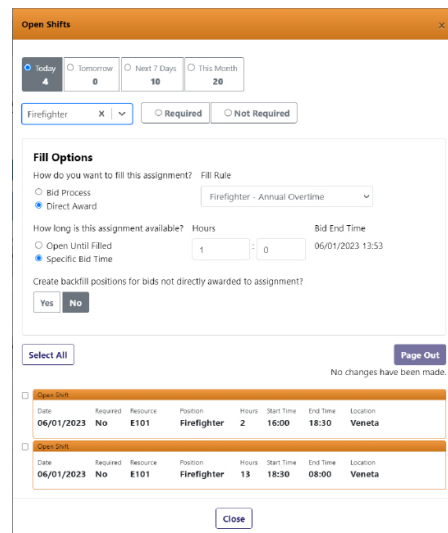 Open Shifts ×
Today Tomorrow Next 7 Days This Month
4 0 10 20
Firefighter X Required Not Required
Fill Options
How do you want to fill this assignment? Fill Rule
Bid Process
Direct Award
Firefighter - Annual Overtime
How long is this assignment available? Hours Bid End Time
Open Until Filled
Specific Bid Time
1 : 0 06/01/2023 13:53
Create backfill positions for bids not directly awarded to assignment?
Yes No
Select All Page Out
No changes have been made.
Open Shift
Date Required Resource Position Hours Start Time End Time Location
06/01/2023 No E101 Firefighter 2 16:00 18:30 Veneta
Open Shift
Date Required Resource Position Hours Start Time End Time Location
06/01/2023 No E101 Firefighter 13 18:30 08:00 Veneta
Close